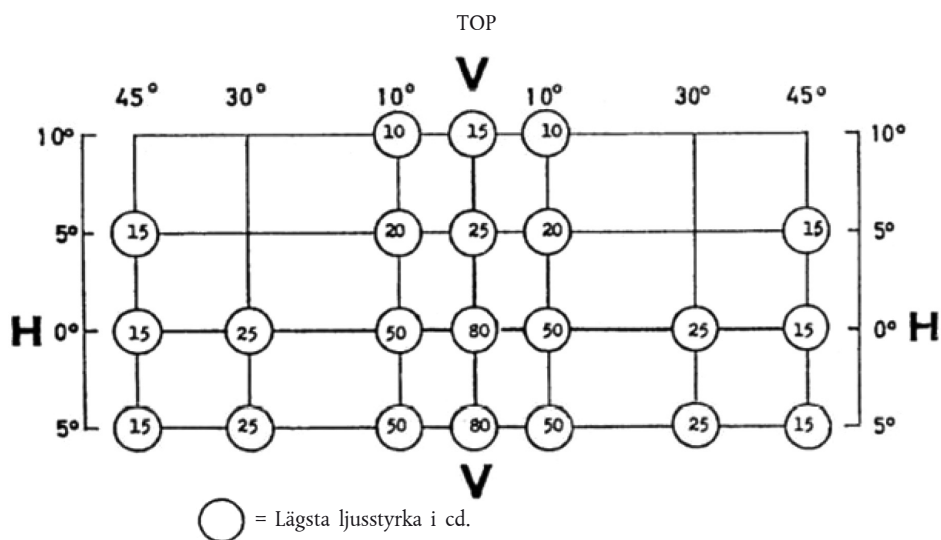 TOP
V
45° 30° 10° 10° 30° 45°
10° 10 15 10 10°
5° 15 20 25 20 15 5°
H 0° 15 25 50 80 50 25 15 0° H
5° 15 25 50 80 50 25 15 5°
V
= Lägsta ljusstyrka i cd.